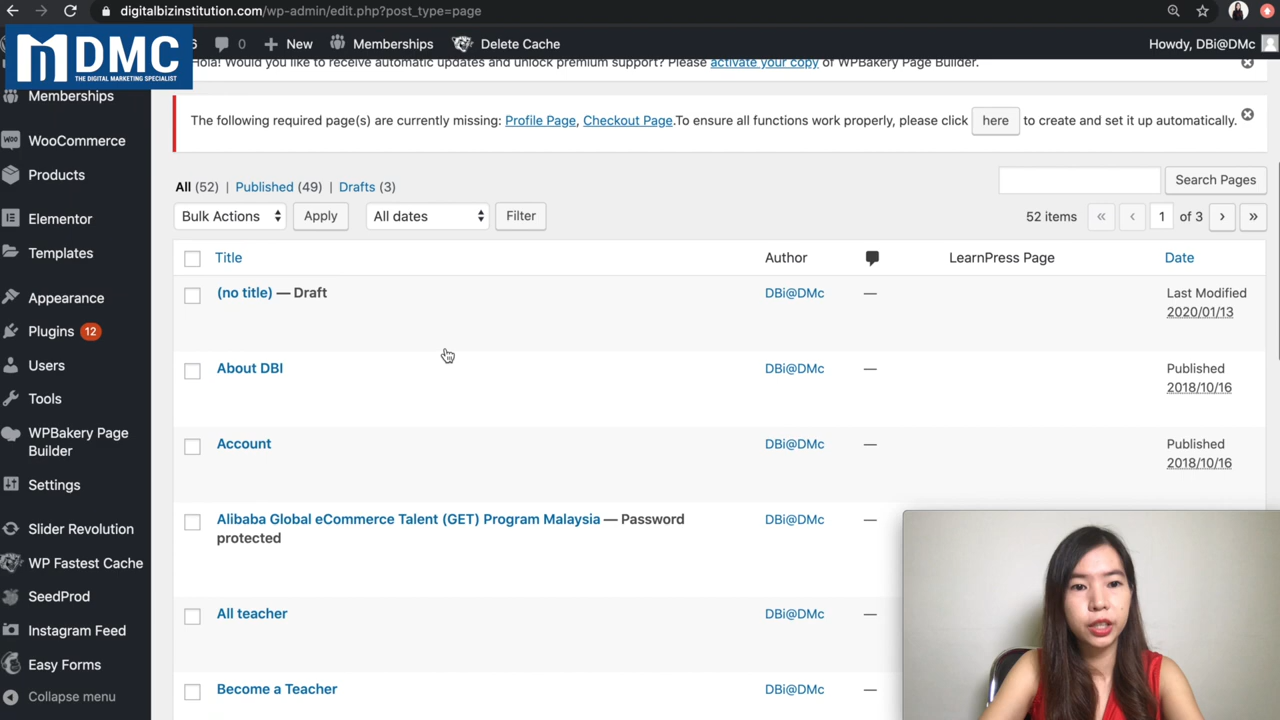 digitalbizinstitution.com/wp-admin/edit.php?post_type=page
6 0 New Memberships Delete Cache Howdy, DBi@DMc
DMC
THE DIGITAL MARKETING SPECIALIST
Hola! Would you like to receive automatic updates and unlock premium support? Please activate your copy of WPBakery Page Builder.
Memberships
The following required page(s) are currently missing: Profile Page, Checkout Page.To ensure all functions work properly, please click here to create and set it up automatically.
WooCommerce
Products
Elementor
Templates
Appearance
Plugins 12
Users
Tools
WPBakery Page
Builder
Settings
Slider Revolution
WP Fastest Cache
SeedProd
Instagram Feed
Easy Forms
Collapse menu
All (52) | Published (49) | Drafts (3)
Search Pages
Bulk Actions Apply All dates Filter 52 items « ‹ 1 of 3 › »
Title Author LearnPress Page Date
(no title) — Draft DBi@DMc — Last Modified
2020/01/13
About DBI DBi@DMc — Published
2018/10/16
Account DBi@DMc — Published
2018/10/16
Alibaba Global eCommerce Talent (GET) Program Malaysia — Password DBi@DMc —
protected
All teacher DBi@DMc —
Become a Teacher DBi@DMc —